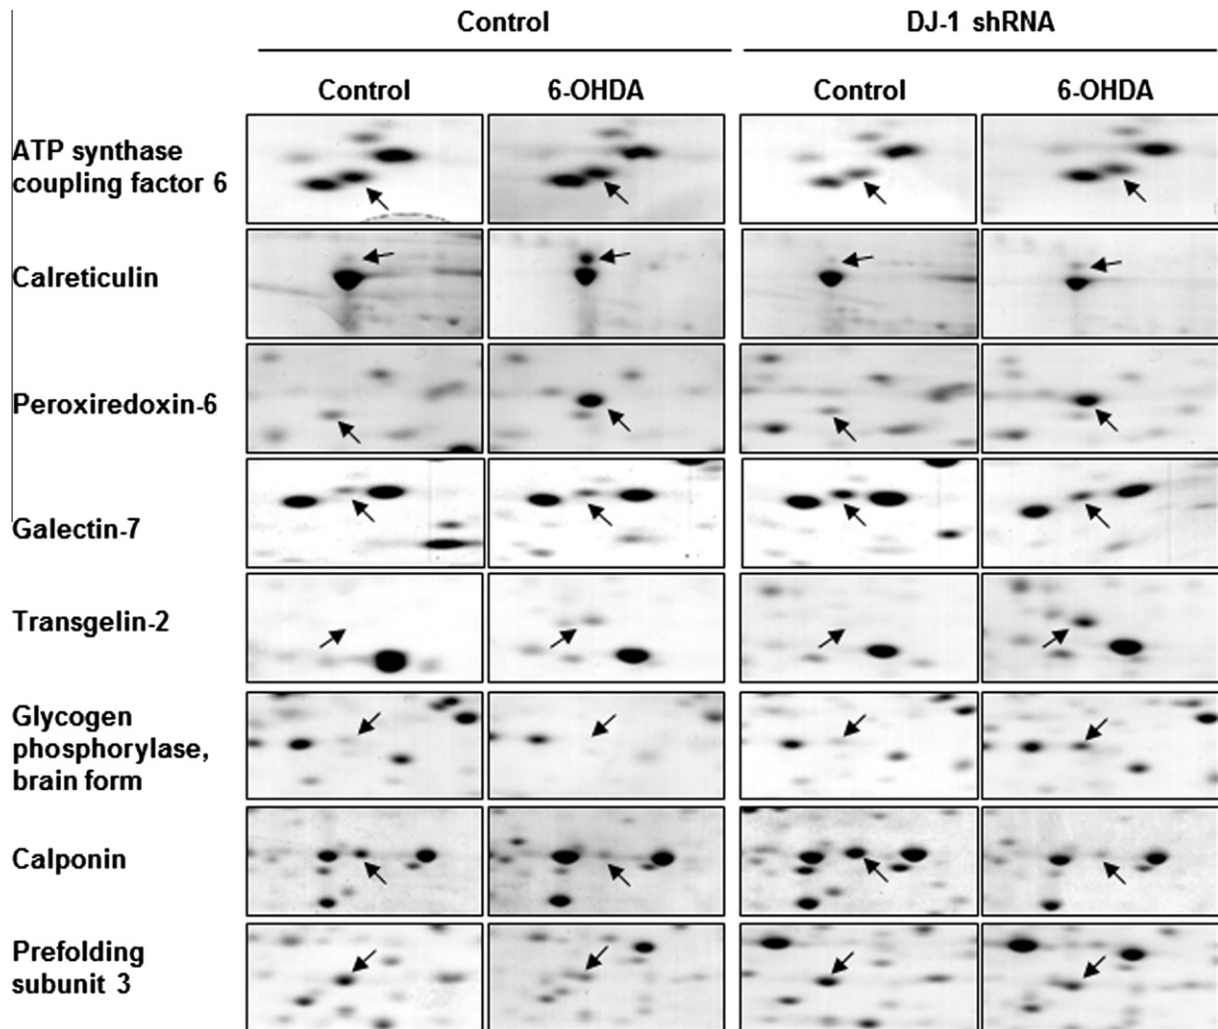 Control DJ-1 shRNA
Control 6-OHDA Control 6-OHDA
ATP synthase
coupling factor 6
Calreticulin
Peroxiredoxin-6
Galectin-7
Transgelin-2
Glycogen
phosphorylase,
brain form
Calponin
Prefolding
subunit 3